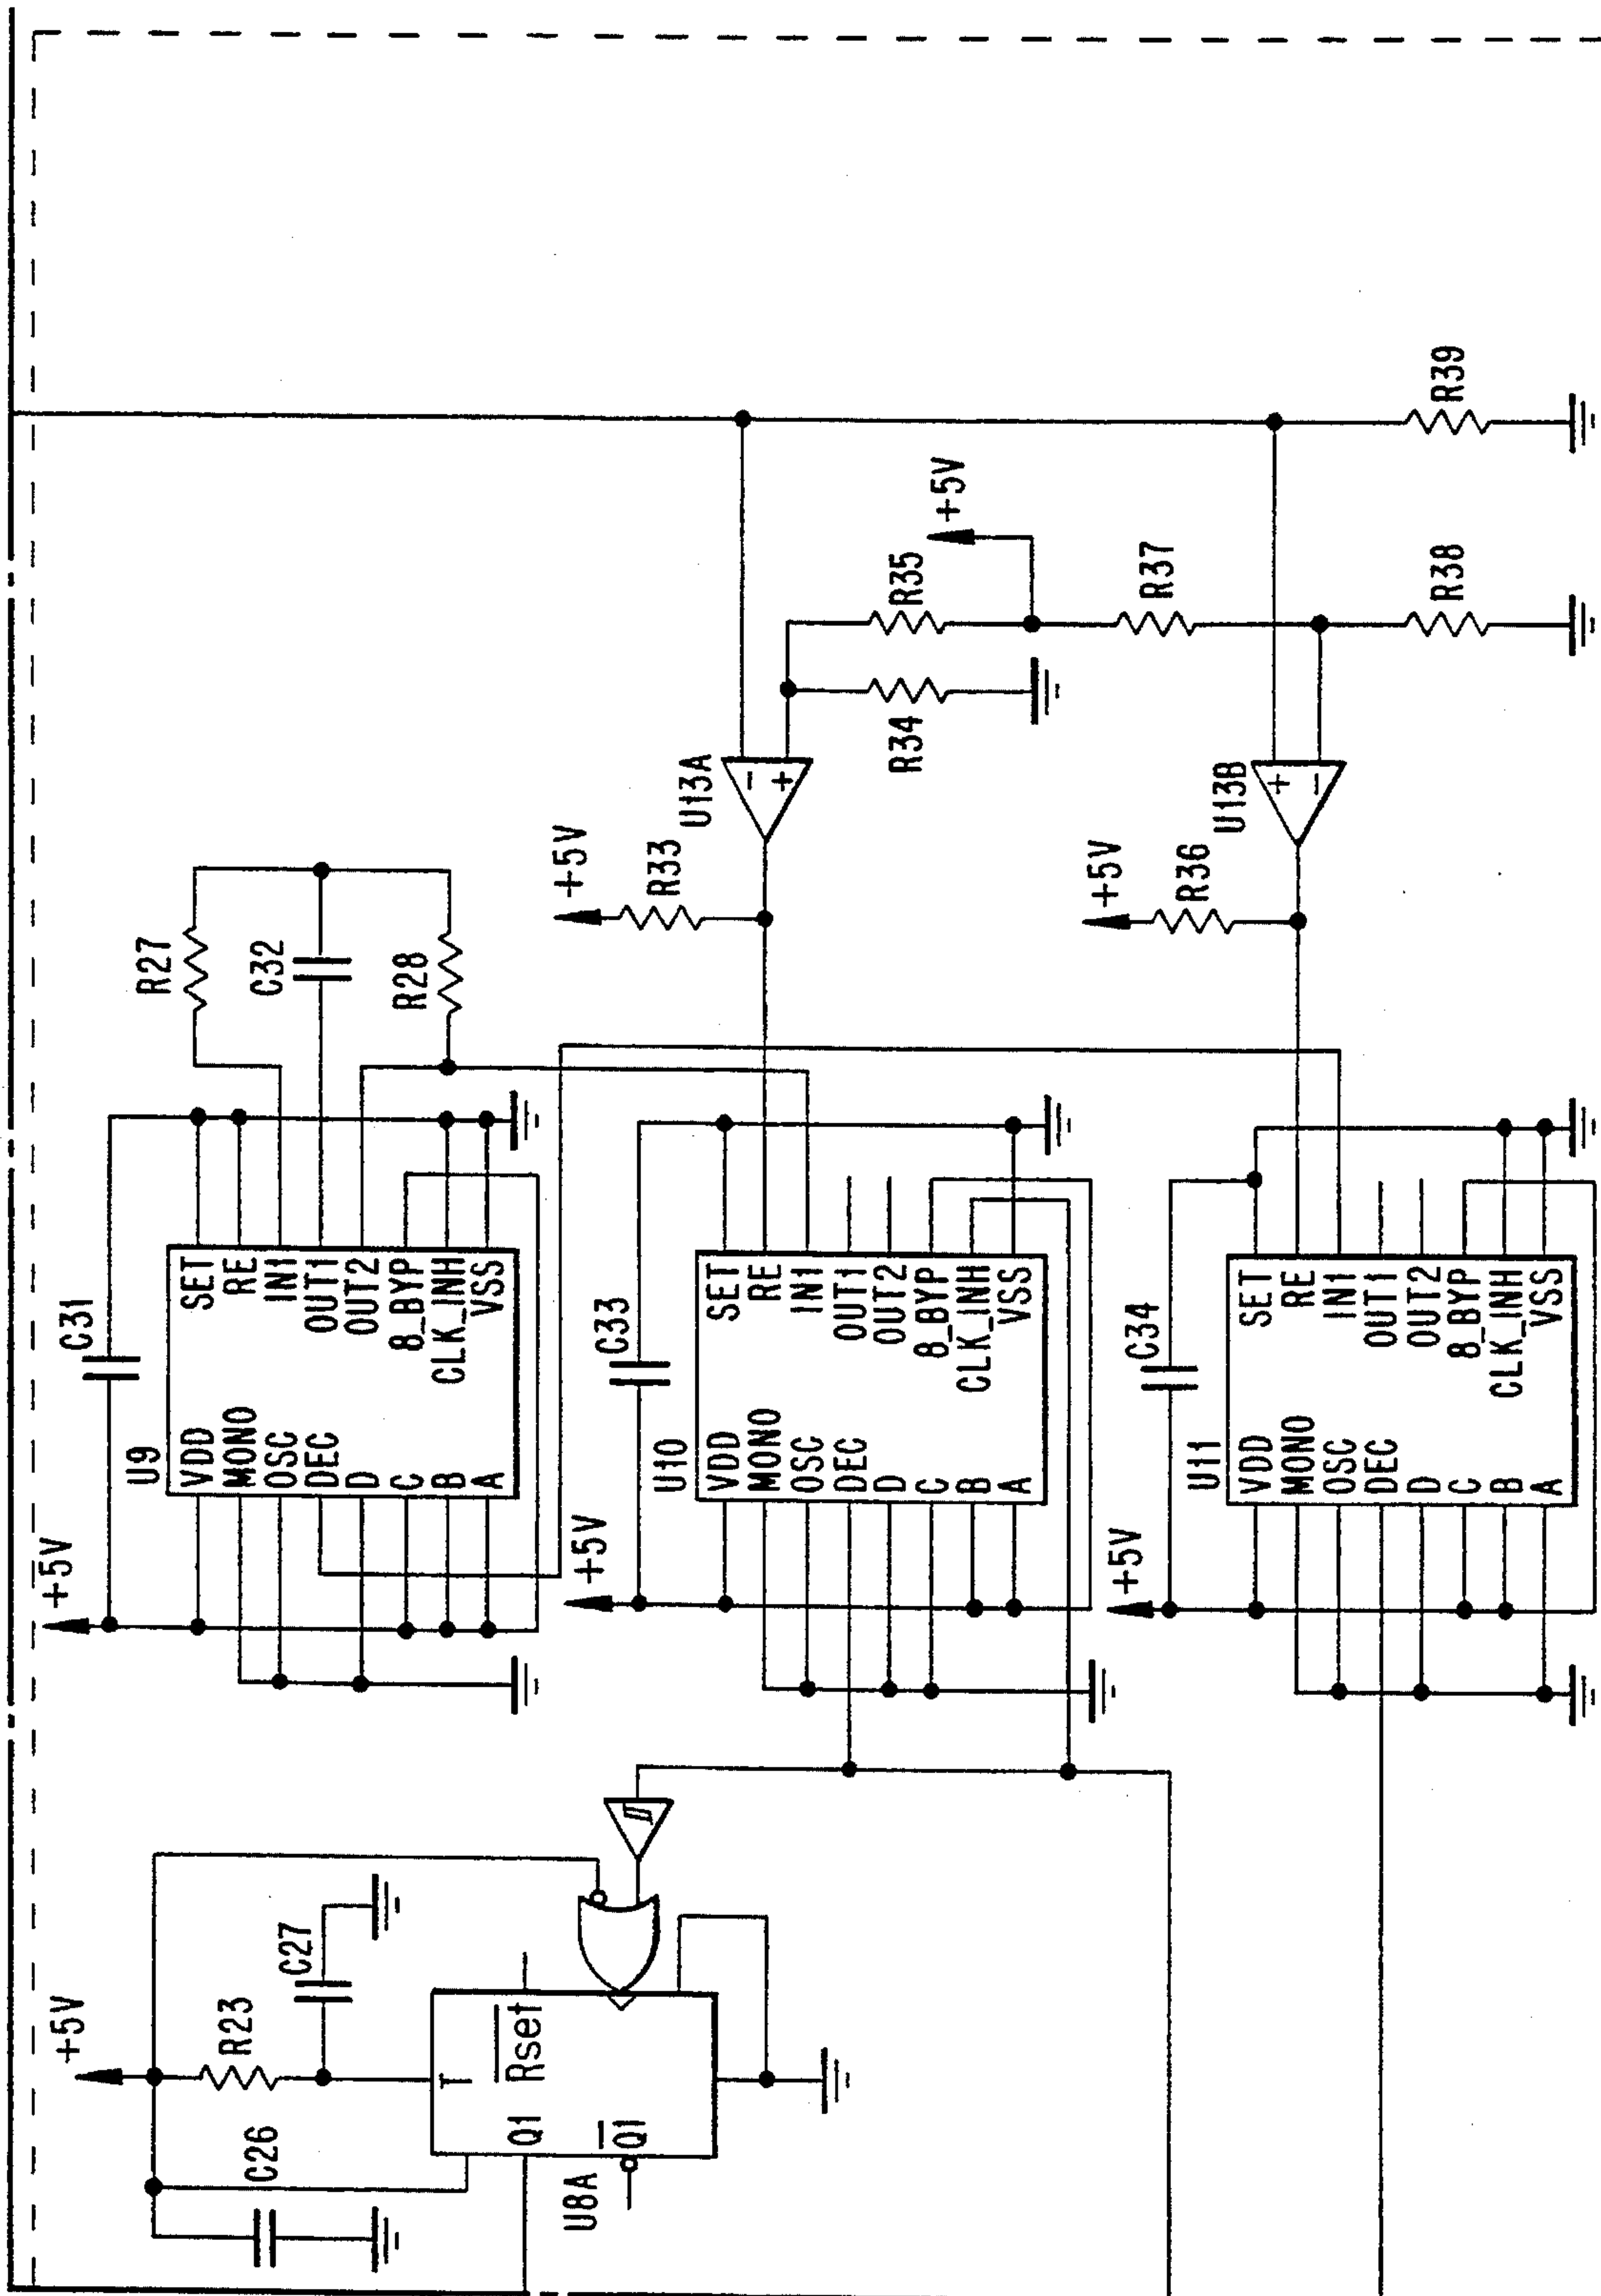 +5V
C31
U9
VDD
MONO
OSC
DEC
D
C
B
A
SET
RE
IN1
OUT1
OUT2
8_BYP
CLK_INH
VSS
R27
C32
R28
+5V
C33
U10
VDD
MONO
OSC
DEC
D
C
B
A
SET
RE
IN1
OUT1
OUT2
8_BYP
CLK_INH
VSS
+5V
R33
U13A
-
+
R34
R35
+5V
R37
R38
R39
+5V
C34
U11
VDD
MONO
OSC
DEC
D
C
B
A
SET
RE
IN1
OUT1
OUT2
8_BYP
CLK_INH
VSS
+5V
R36
U13B
+
-
+5V
C26
R23
C27
T
Rset
Q1
Q1
U8A